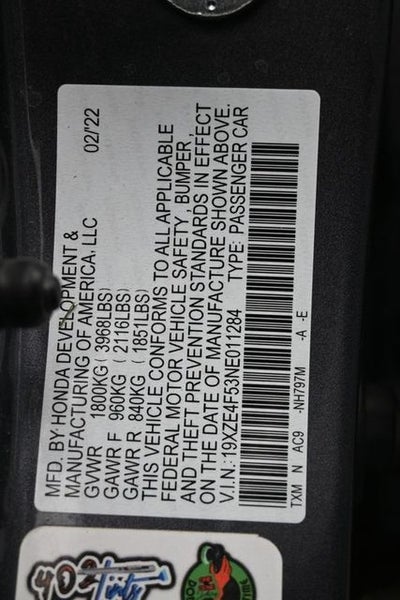 MFD. BY: HONDA DEVELOPMENT &
MANUFACTURING OF AMERICA, LLC 02/'22
GVWR 1800KG (3968LBS)
GAWR F 960KG (2116LBS)
GAWR R 840KG (1851LBS)
THIS VEHICLE CONFORMS TO ALL APPLICABLE
FEDERAL MOTOR VEHICLE SAFETY , BUMPER ,
AND THEFT PREVENTION STANDARDS IN EFFECT
ON THE DATE OF MANUFACTURE SHOWN ABOVE.
V.I.N.: 19XZE4F53NE011284 TYPE: PASSENGER CAR
TXM N AC9 -NH797M -A -E
Tints